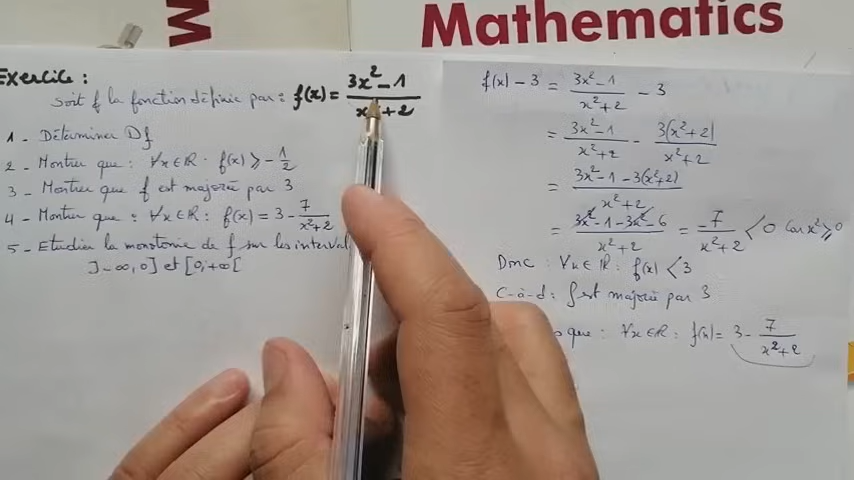 W
Mathematics
Exercice :
soit f la fonction définie par : f(x) = (3x² - 1)/(x² + 2)
1 - Déterminer Df
2 - Montrer que : ∀x∈ℝ · f(x) ⩾ -1/2
3 - Montrer que f est majorée par 3
4 - Montrer que : ∀x∈ℝ : f(x) = 3 - 7/(x²+2)
5 - Etudier la monotonie de f sur les interval
]-∞,0] et [0,+∞[
f(x) - 3 = (3x²-1)/(x²+2) - 3
= (3x²-1)/(x²+2) - 3(x²+2)/(x²+2)
= (3x²-1-3(x²+2))/(x²+2)
= (3x²-1-3x²-6)/(x²+2) = -7/(x²+2) < 0 Car x²⩾0
Donc : ∀x∈ℝ : f(x) < 3
C-à-d : f est majorée par 3
que : ∀x∈ℝ : f(x) = 3 - 7/(x²+2)